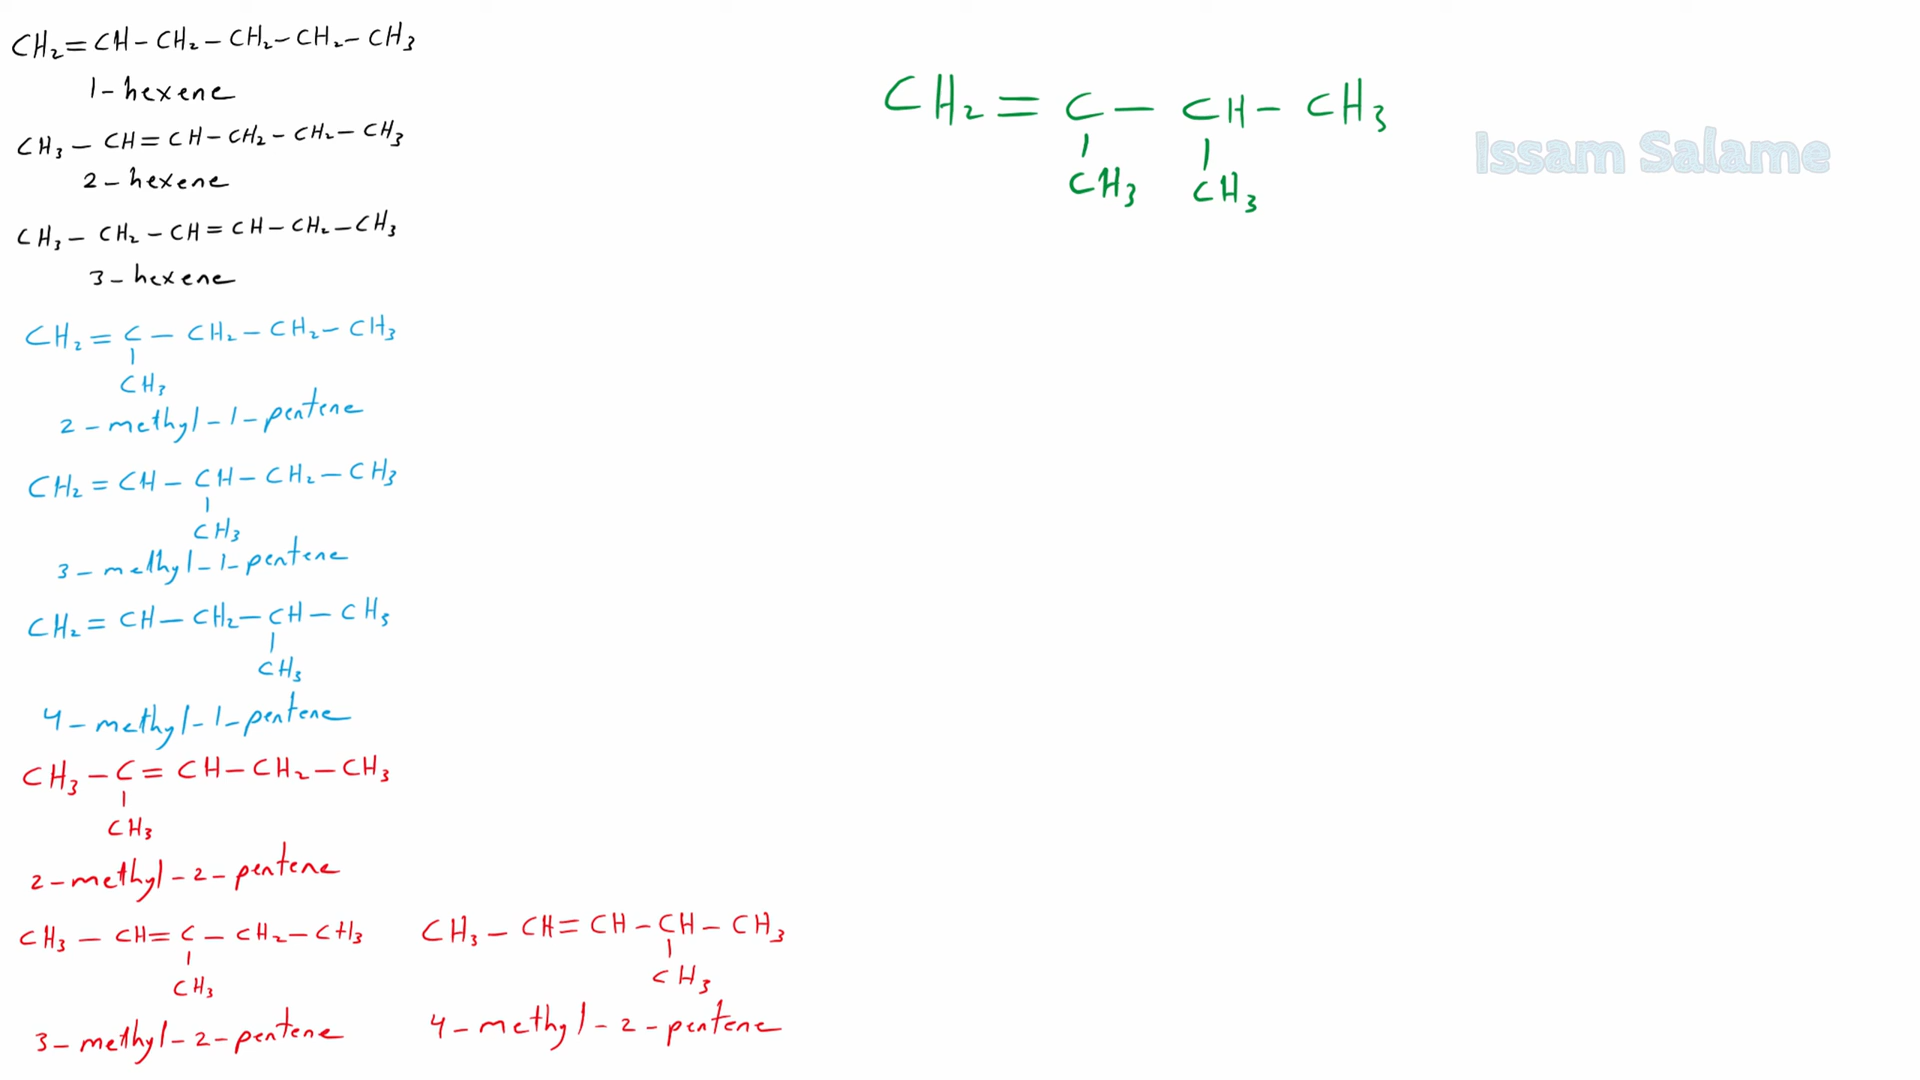 CH₂=CH-CH₂-CH₂-CH₂-CH₃
1-hexene
CH₃-CH=CH-CH₂-CH₂-CH₃
2-hexene
CH₃-CH₂-CH=CH-CH₂-CH₃
3-hexene
CH₂=C-CH₂-CH₂-CH₃
CH₃
2-methyl-1-pentene
CH₂=CH-CH-CH₂-CH₃
CH₃
3-methyl-1-pentene
CH₂=CH-CH₂-CH-CH₃
CH₃
4-methyl-1-pentene
CH₃-C=CH-CH₂-CH₃
CH₃
2-methyl-2-pentene
CH₃-CH=C-CH₂-CH₃
CH₃
3-methyl-2-pentene
CH₃-CH=CH-CH-CH₃
CH₃
4-methyl-2-pentene
CH₂=C-CH-CH₃
CH₃ CH₃
Issam Salame